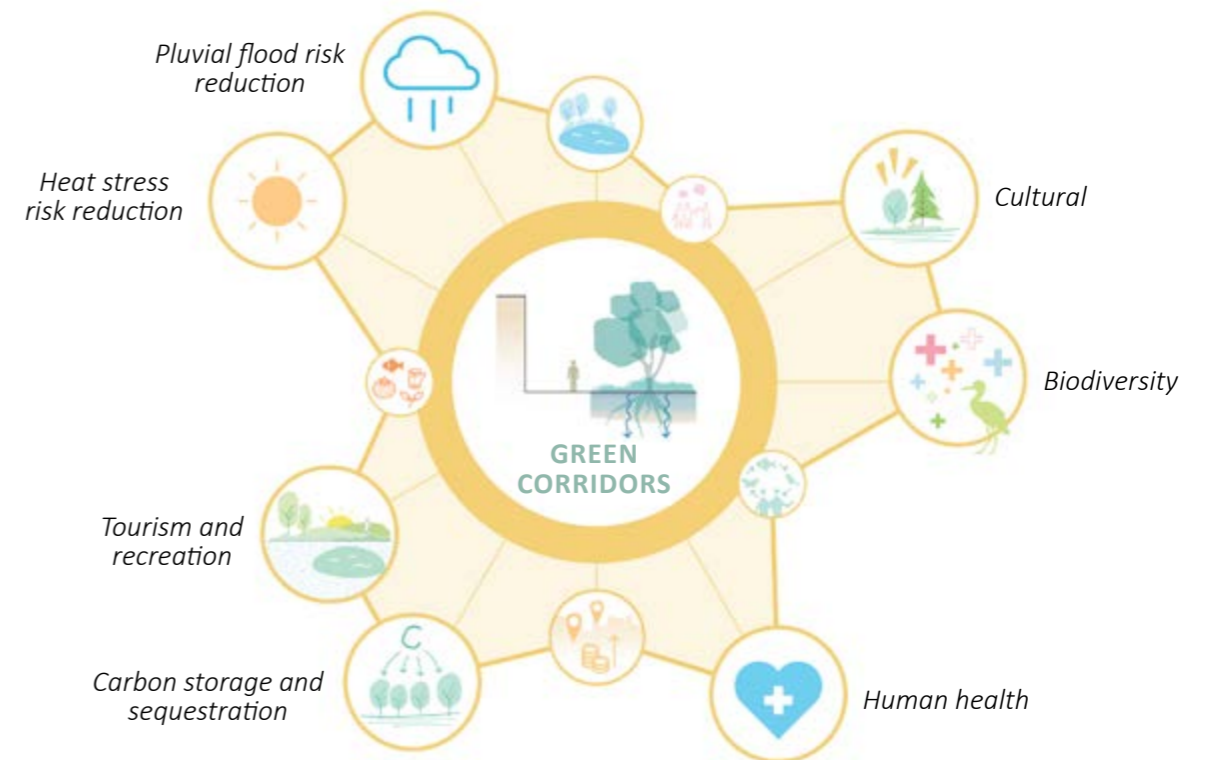 Pluvial flood risk
reduction
Heat stress
risk reduction
Cultural
Biodiversity
GREEN
CORRIDORS
Tourism and
recreation
C
Carbon storage and
sequestration
Human health